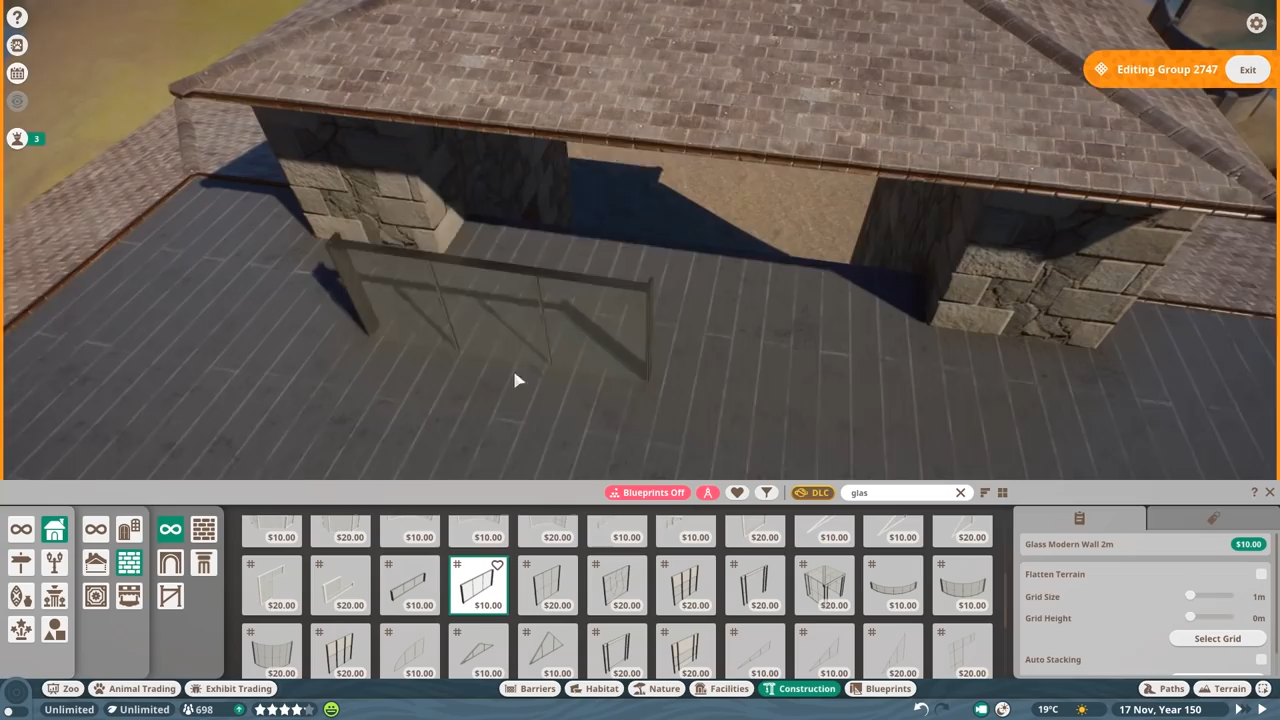 ?
Editing Group 2747
Exit
3
Blueprints Off
DLC
glas
?
$10.00 $20.00 $20.00 $10.00 $20.00 $10.00 $10.00 $20.00 $10.00 $10.00 $20.00
$20.00 $20.00 $10.00 $10.00 $20.00 $20.00 $20.00 $20.00 $20.00 $10.00 $10.00
$20.00 $20.00 $10.00 $10.00 $10.00 $20.00 $20.00 $10.00 $10.00 $20.00 $20.00
Glass Modern Wall 2m
$10.00
Flatten Terrain
Grid Size 1m
Grid Height 0m
Select Grid
Auto Stacking
Zoo
Animal Trading
Exhibit Trading
Barriers
Habitat
Nature
Facilities
Construction
Blueprints
Paths
Terrain
Unlimited
Unlimited
698
19°C
17 Nov, Year 150